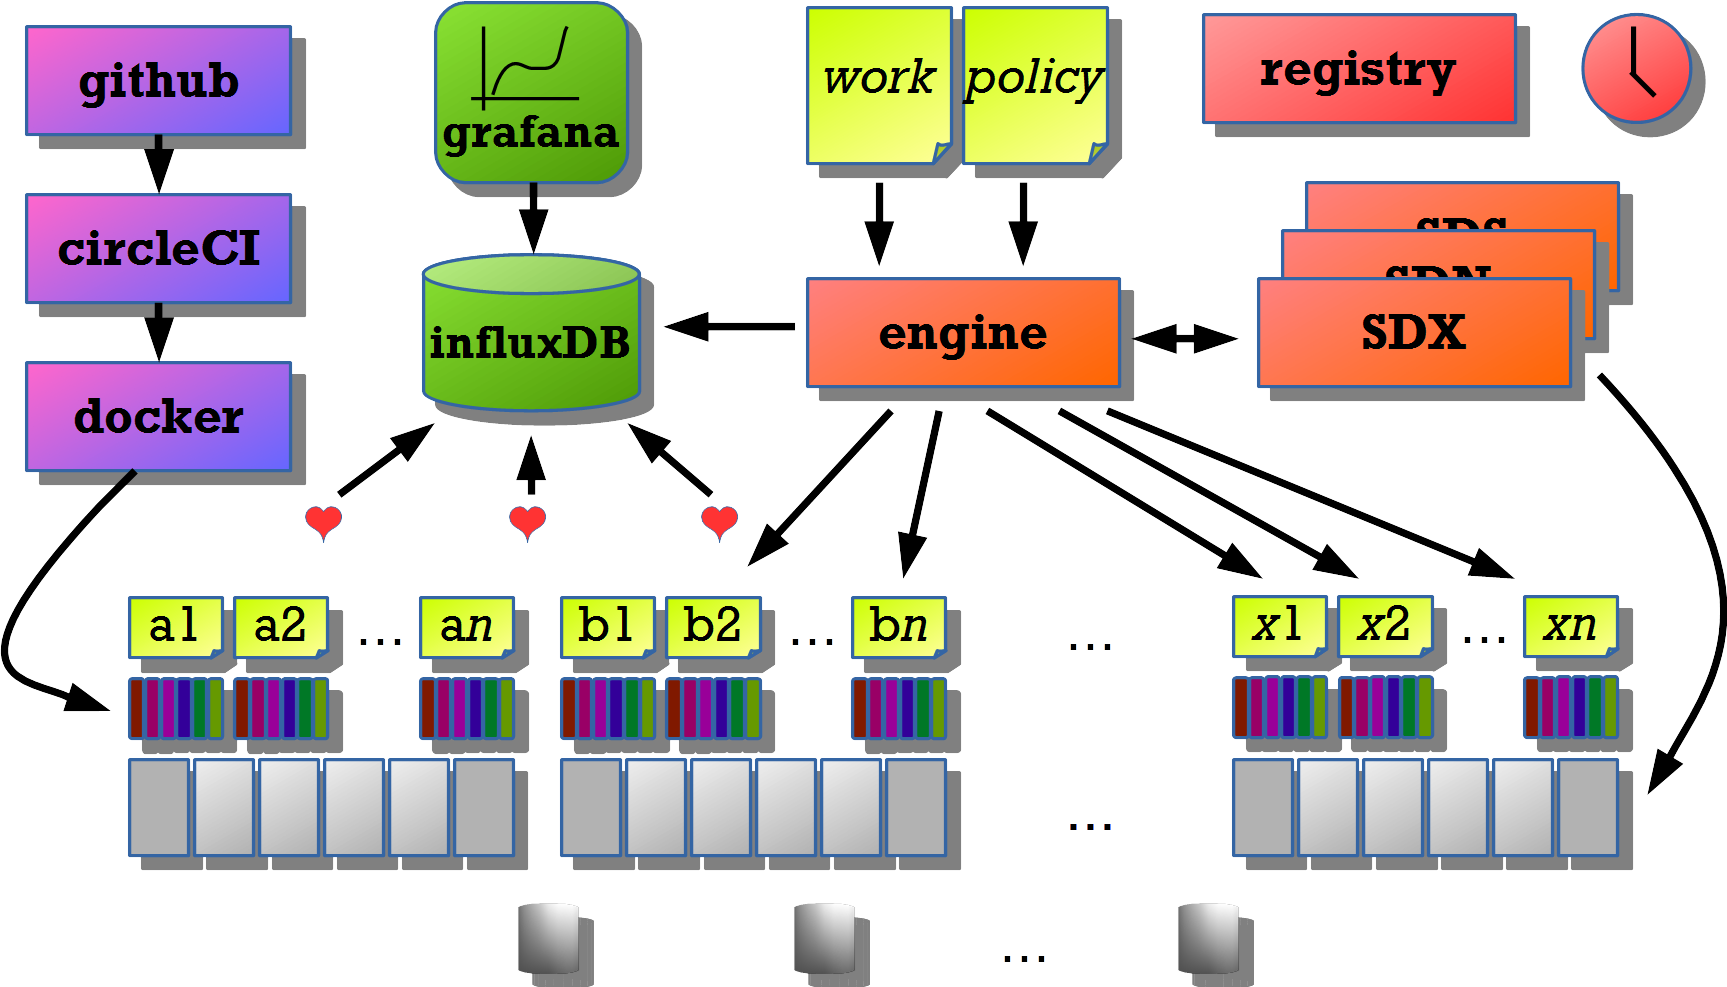 github
circleCI
docker
grafana
influxDB
work
policy
engine
registry
SDS
SDN
SDX
a1
a2
...
an
b1
b2
...
bn
...
x1
x2
...
xn
...
...